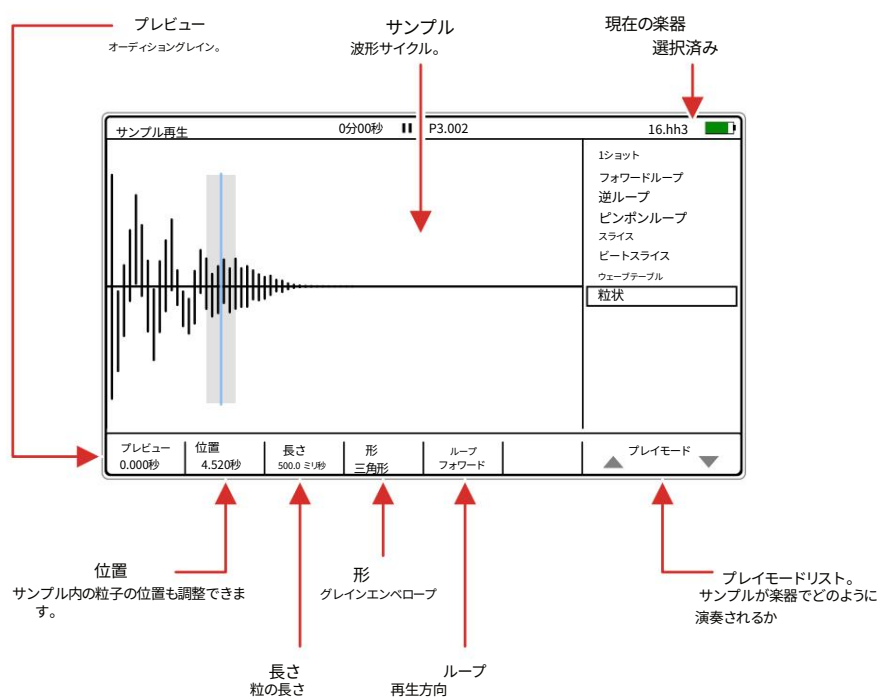 プレビュー
オーディショングレイン。
サンプル
波形サイクル。
現在の楽器
選択済み
サンプル再生
0分00秒
P3.002
16.hh3
1ショット
フォワードループ
逆ループ
ピンポンループ
スライス
ビートスライス
ウェーブテーブル
粒状
プレビュー
0.000秒
位置
4.520秒
長さ
500.0 ミリ秒
形
三角形
ループ
フォワード
プレイモード
位置
サンプル内の粒子の位置も調整できま
す。
形
グレインエンベロープ
プレイモードリスト。
サンプルが楽器でどのように
演奏されるか
長さ
粒の長さ
ループ
再生方向